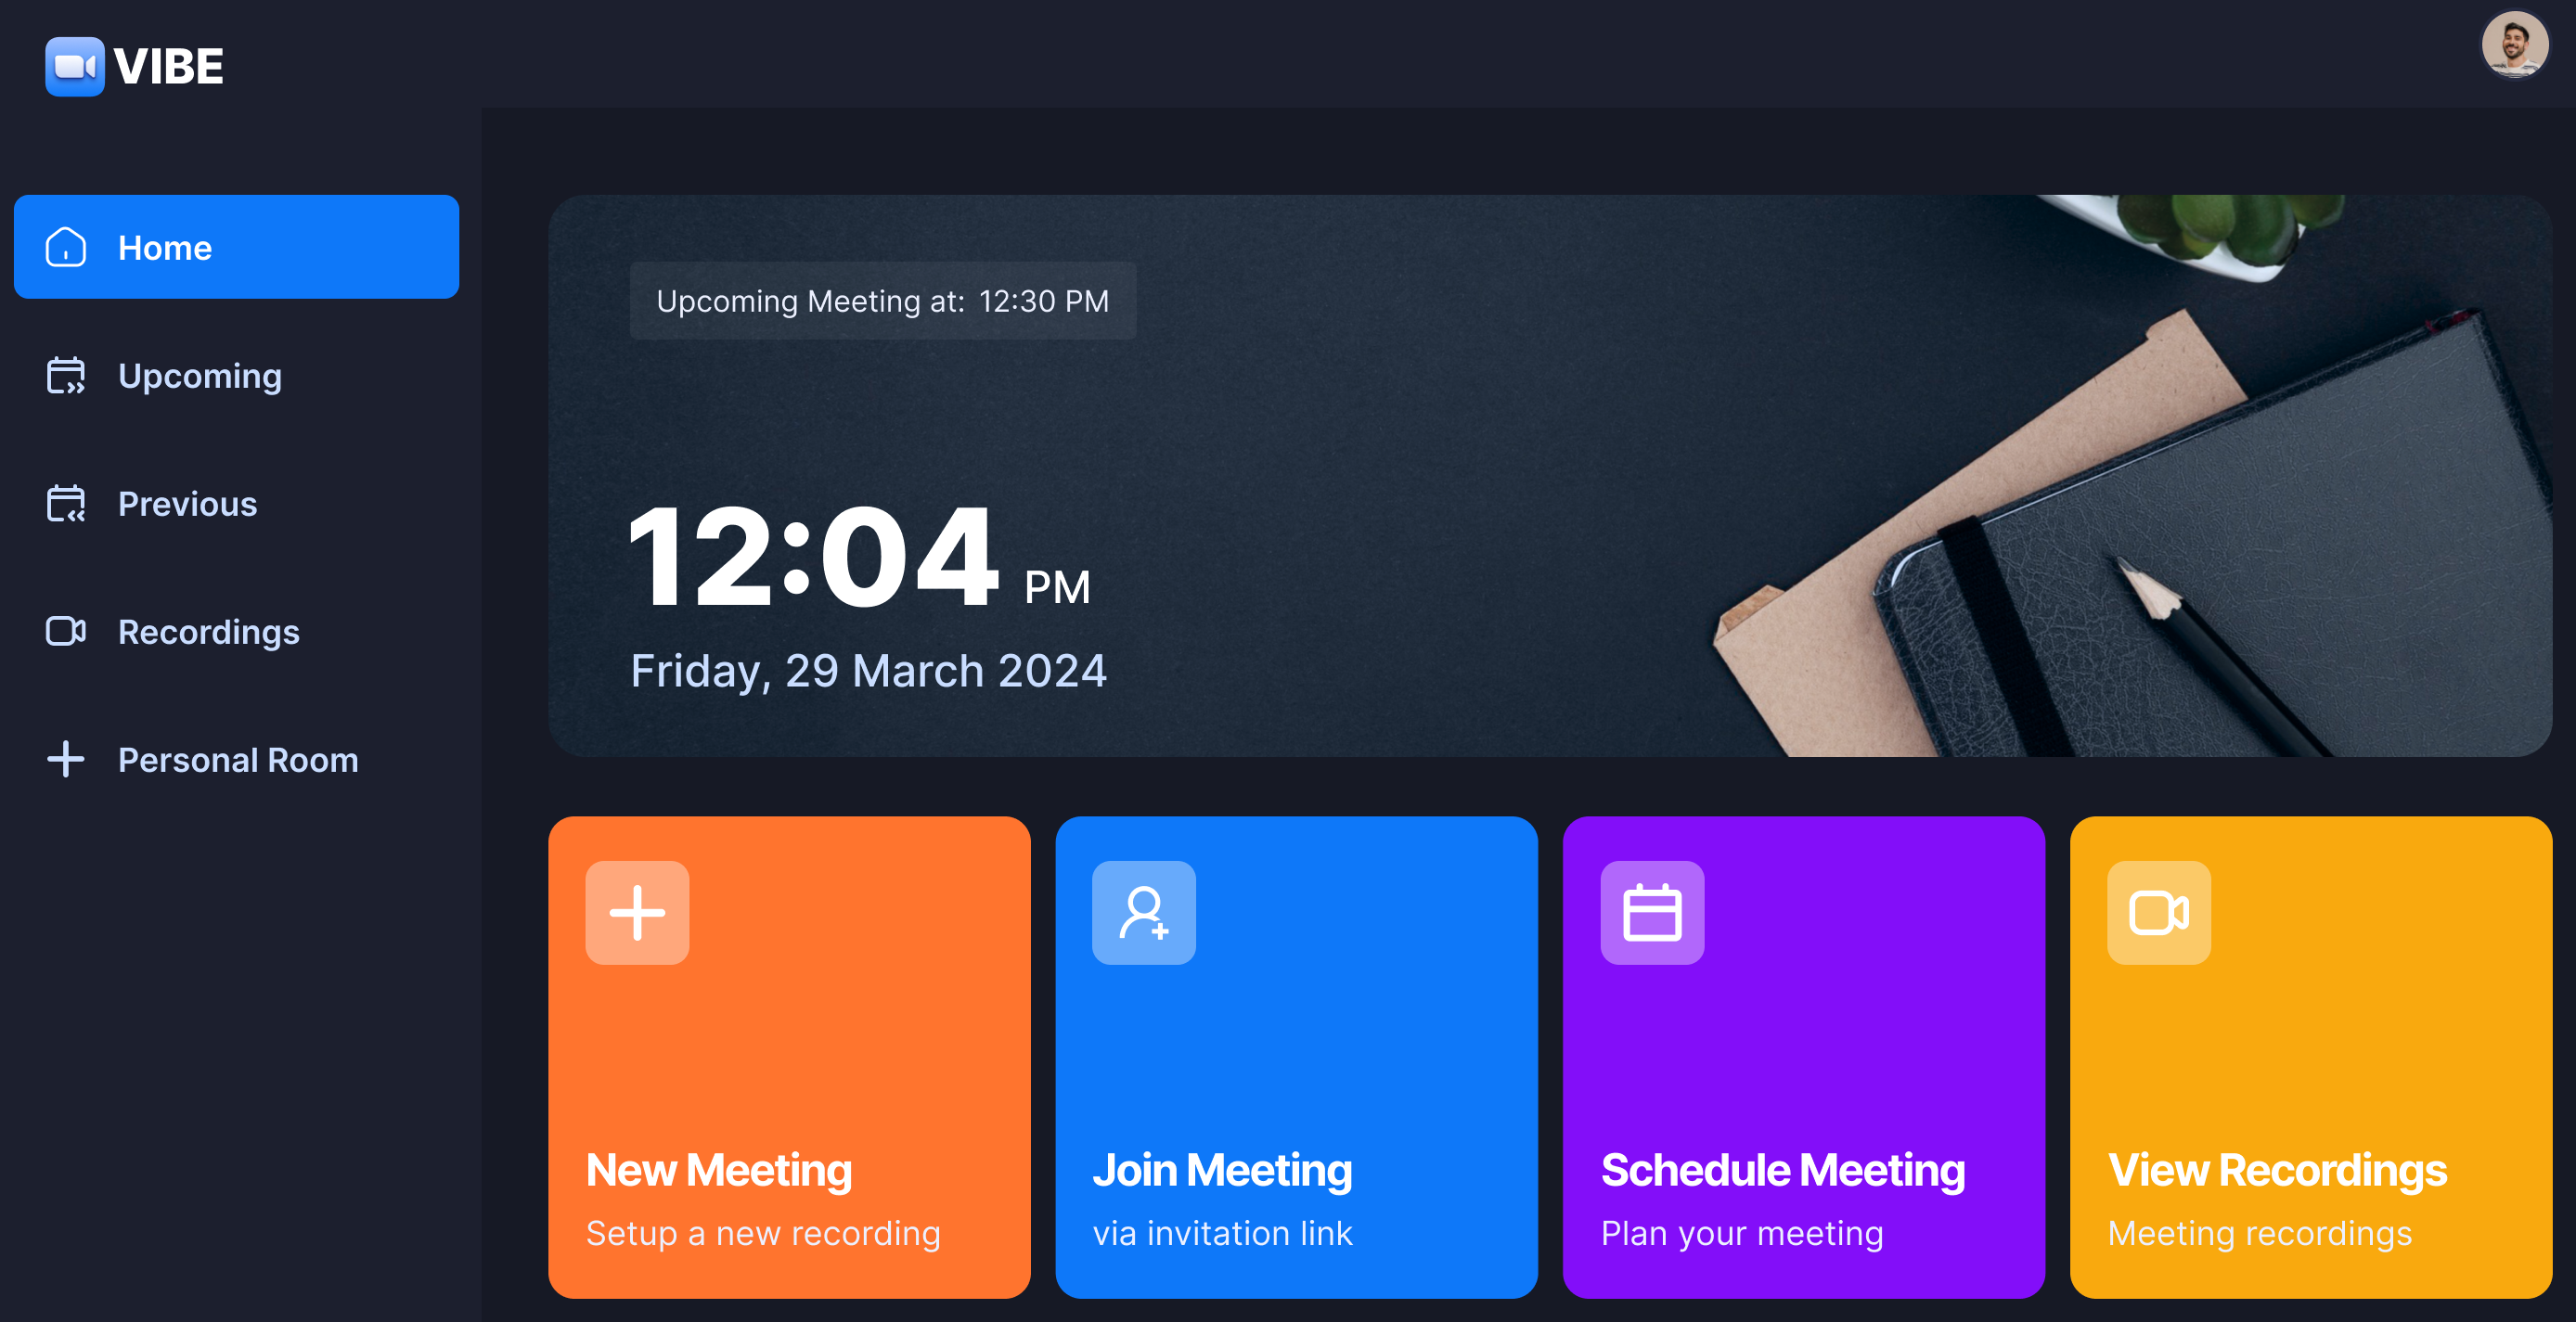 VIBE
Home
Upcoming
Previous
Recordings
Personal Room
Upcoming Meeting at: 12:30 PM
12:04 PM
Friday, 29 March 2024
New Meeting
Setup a new recording
Join Meeting
via invitation link
Schedule Meeting
Plan your meeting
View Recordings
Meeting recordings